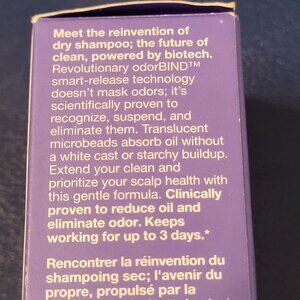 Meet the reinvention of
dry shampoo; the future of
clean, powered by biotech.
Revolutionary odorBIND™
smart-release technology
doesn't mask odors; it's
scientifically proven to
recognize, suspend, and
eliminate them. Translucent
microbeads absorb oil without
a white cast or starchy buildup.
Extend your clean and
prioritize your scalp health with
this gentle formula. Clinically
proven to reduce oil and
eliminate odor. Keeps
working for up to 3 days.*
Rencontrer la réinvention du
shampoing sec; l'avenir du
propre, propulsé par la